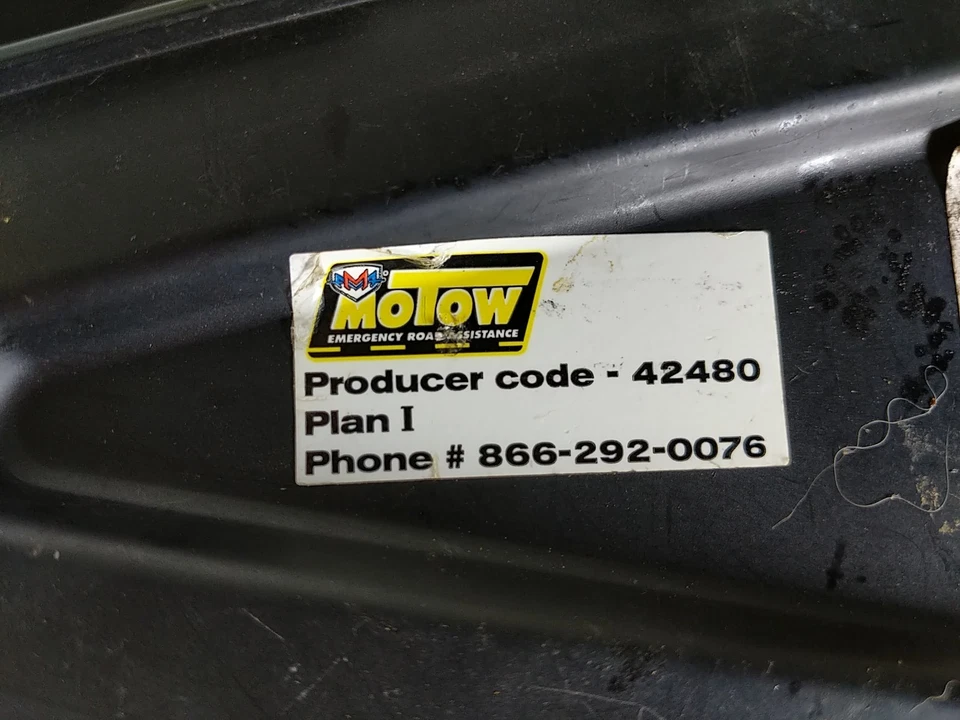 MoTow
EMERGENCY ROAD ASSISTANCE
Producer code - 42480
Plan I
Phone # 866-292-0076